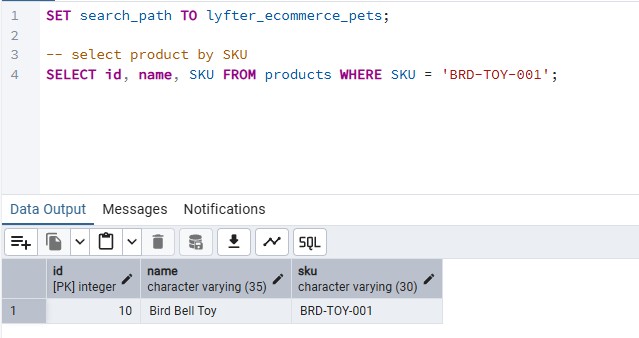 1 SET search_path TO lyfter_ecommerce_pets;
2
3 -- select product by SKU
4 SELECT id, name, SKU FROM products WHERE SKU = 'BRD-TOY-001';
Data Output Messages Notifications
SQL
id name sku
[PK] integer character varying (35) character varying (30)
1 10 Bird Bell Toy BRD-TOY-001